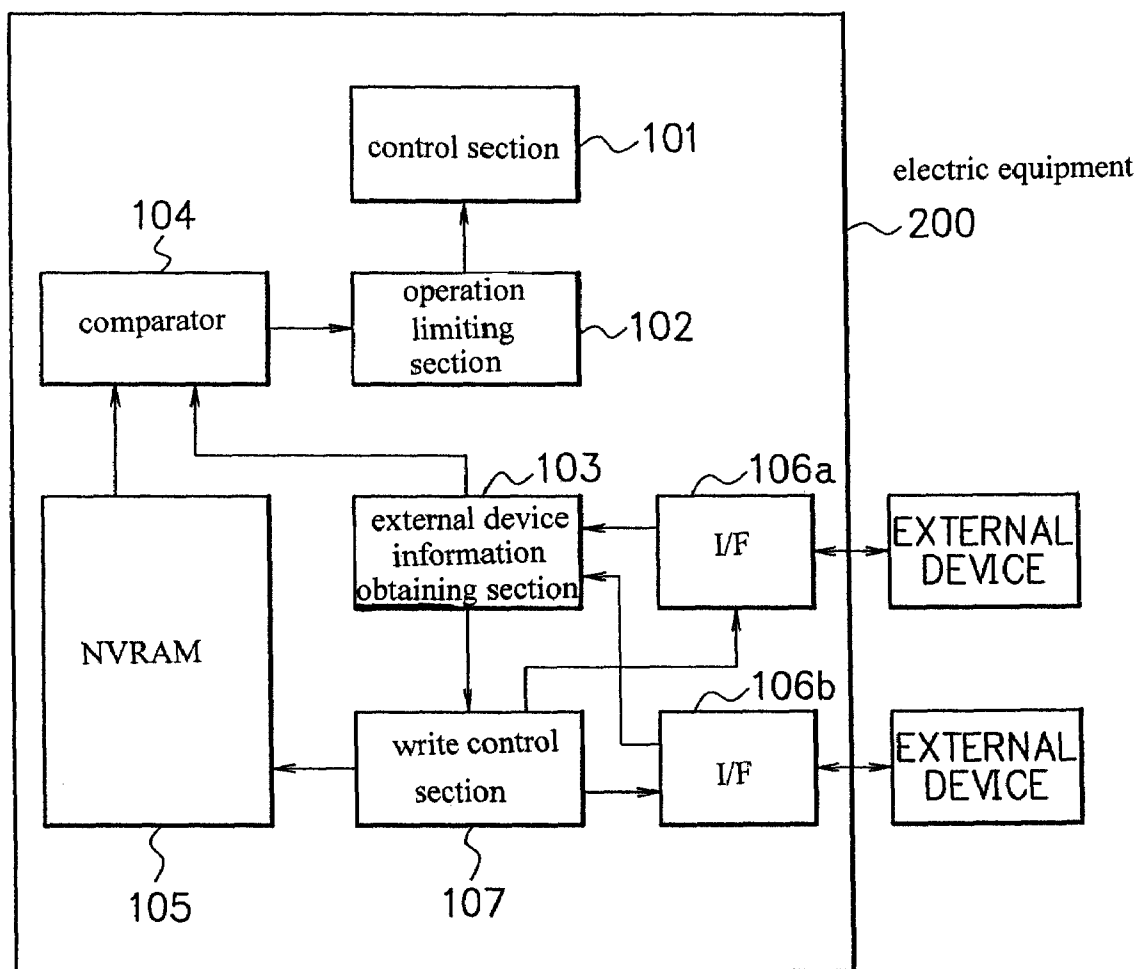 control section
101
electric equipment
200
104
comparator
operation
limiting
section
102
103
external device
information
obtaining section
106a
I/F
EXTERNAL
DEVICE
NVRAM
105
write control
section
107
106b
I/F
EXTERNAL
DEVICE